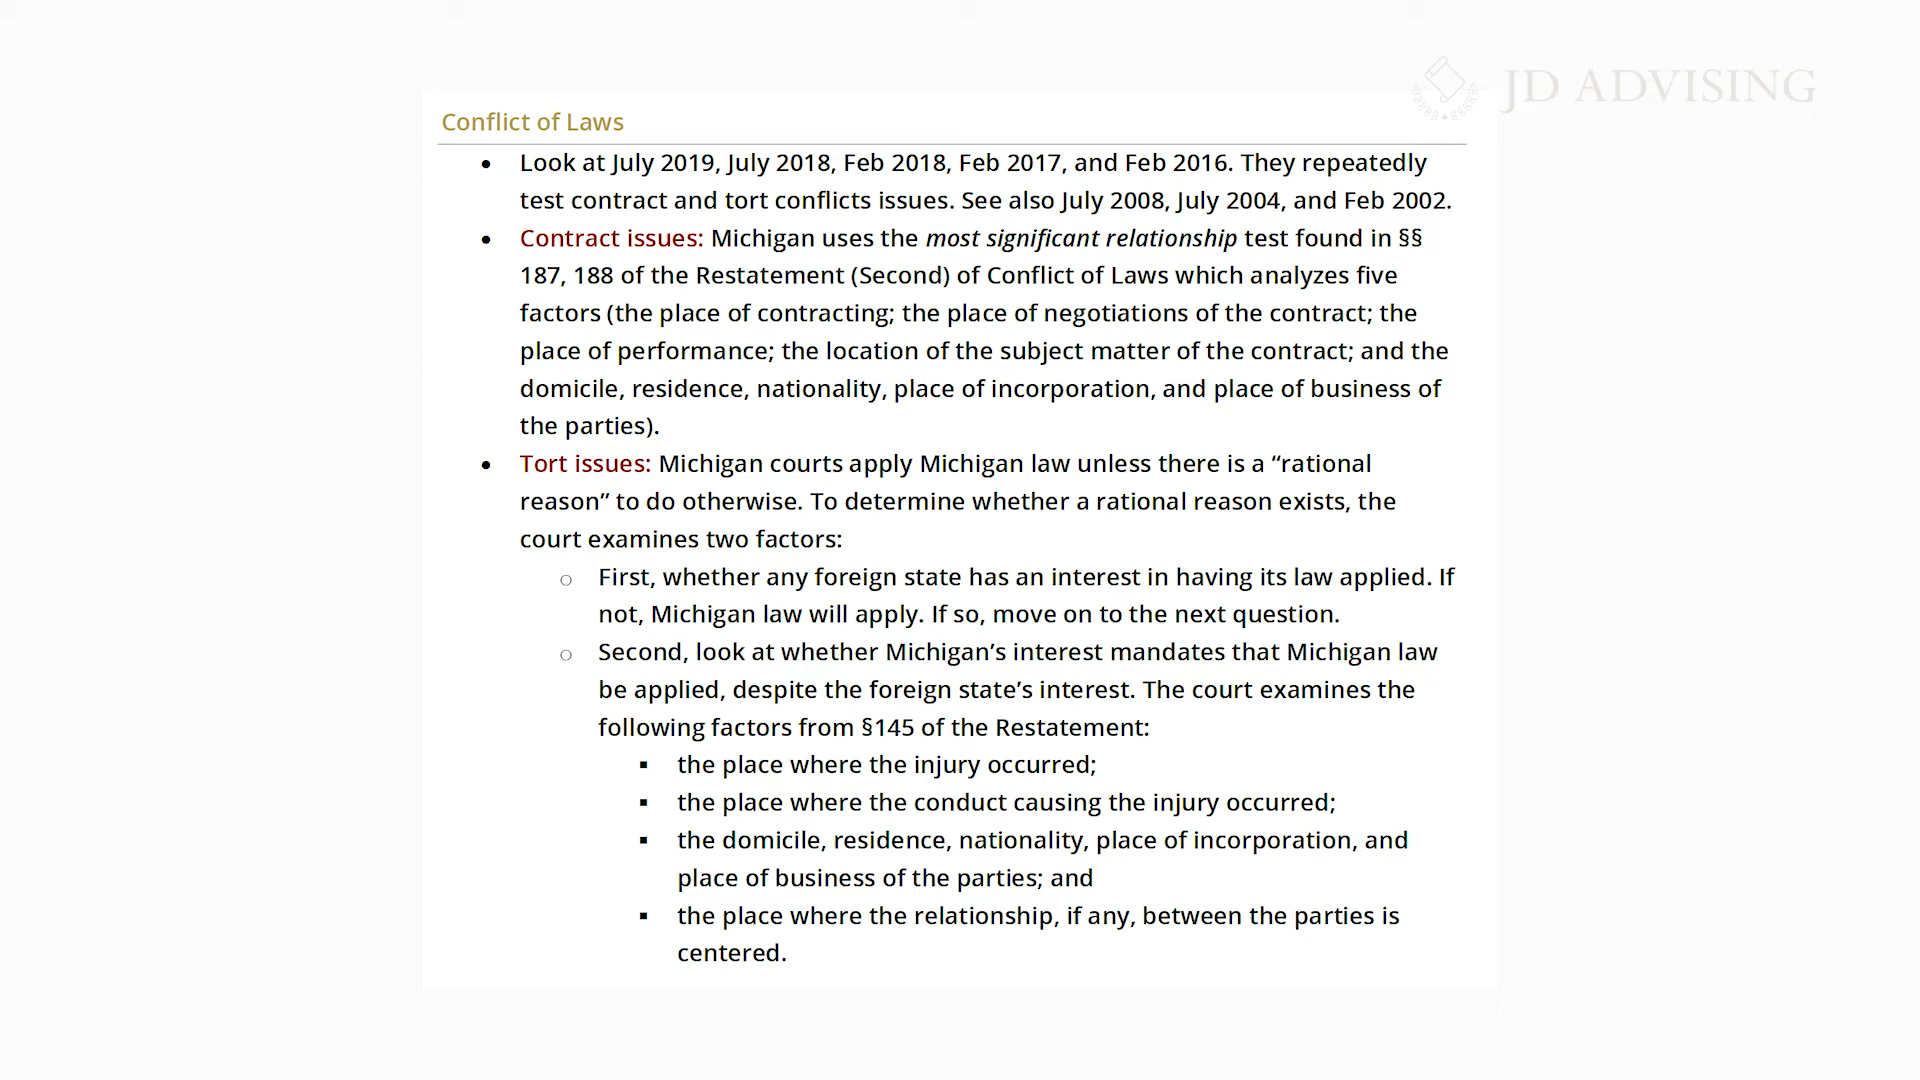 JD ADVISING
Conflict of Laws
• Look at July 2019, July 2018, Feb 2018, Feb 2017, and Feb 2016. They repeatedly
test contract and tort conflicts issues. See also July 2008, July 2004, and Feb 2002.
• Contract issues: Michigan uses the most significant relationship test found in §§
187, 188 of the Restatement (Second) of Conflict of Laws which analyzes five
factors (the place of contracting; the place of negotiations of the contract; the
place of performance; the location of the subject matter of the contract; and the
domicile, residence, nationality, place of incorporation, and place of business of
the parties).
• Tort issues: Michigan courts apply Michigan law unless there is a “rational
reason” to do otherwise. To determine whether a rational reason exists, the
court examines two factors:
○ First, whether any foreign state has an interest in having its law applied. If
not, Michigan law will apply. If so, move on to the next question.
○ Second, look at whether Michigan’s interest mandates that Michigan law
be applied, despite the foreign state’s interest. The court examines the
following factors from §145 of the Restatement:
▪ the place where the injury occurred;
▪ the place where the conduct causing the injury occurred;
▪ the domicile, residence, nationality, place of incorporation, and
place of business of the parties; and
▪ the place where the relationship, if any, between the parties is
centered.